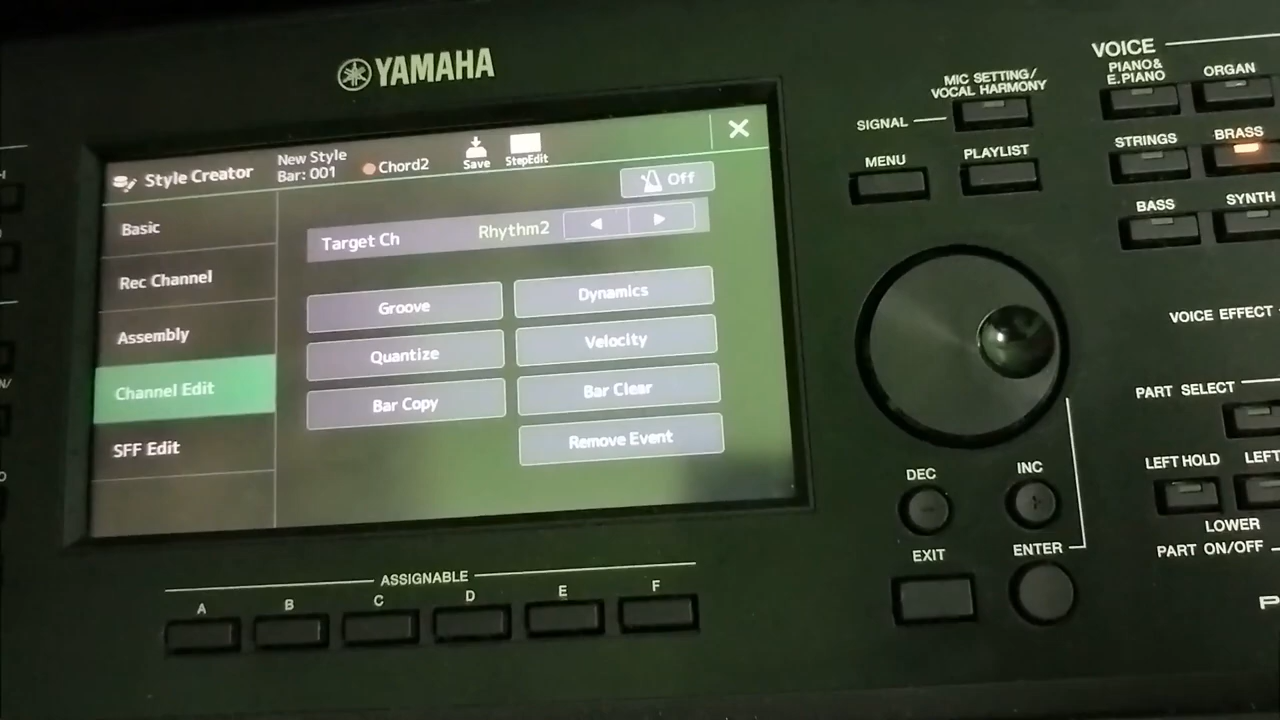 YAMAHA
Style Creator
New Style
Bar: 001
Chord2
Save
StepEdit
Off
Basic
Rec Channel
Assembly
Channel Edit
SFF Edit
Target Ch
Rhythm2
Groove
Dynamics
Quantize
Velocity
Bar Copy
Bar Clear
Remove Event
ASSIGNABLE
A
B
C
D
E
F
MIC SETTING/
VOCAL HARMONY
SIGNAL
MENU
PLAYLIST
VOICE
PIANO &
E.PIANO
ORGAN
STRINGS
BRASS
BASS
SYNTH
VOICE EFFECT
PART SELECT
DEC
INC
EXIT
ENTER
LEFT HOLD
LEFT
LOWER
PART ON/OFF